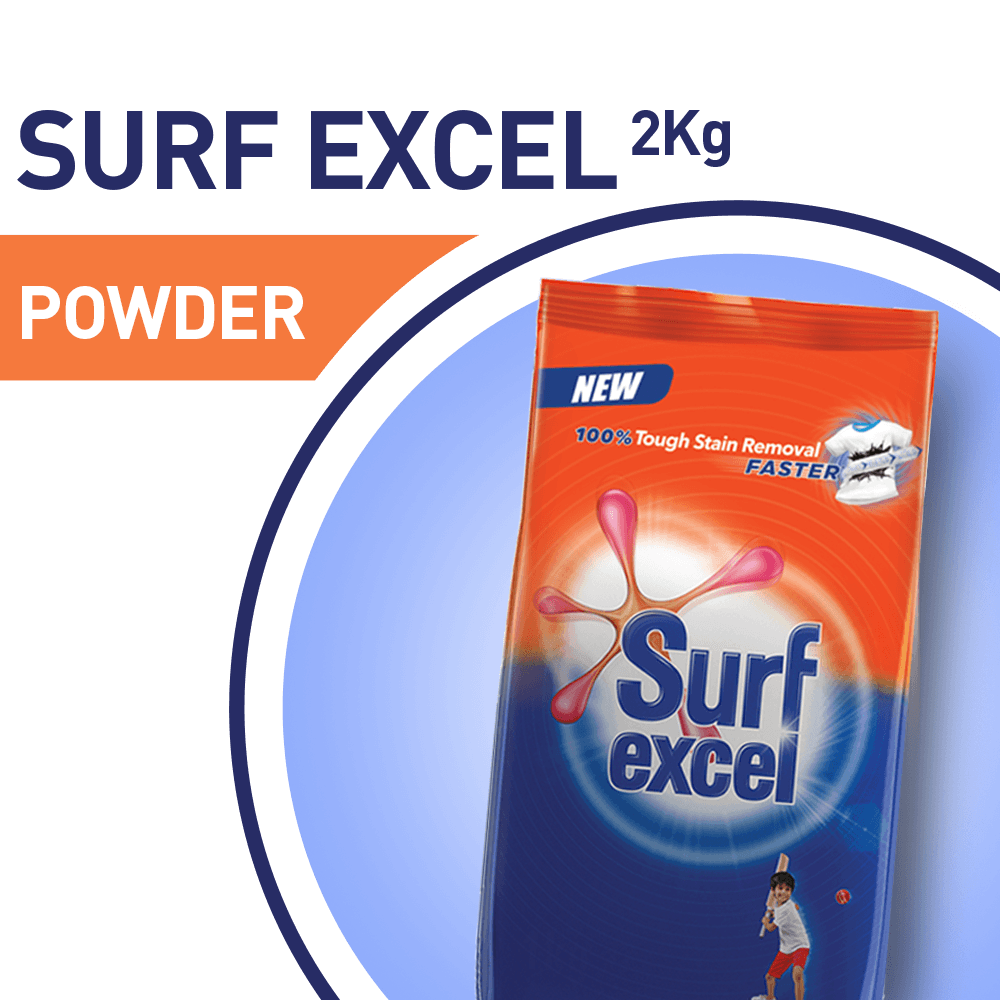 SURF EXCEL 2Kg
POWDER
NEW
100% Tough Stain Removal
FASTER
Surf
excel